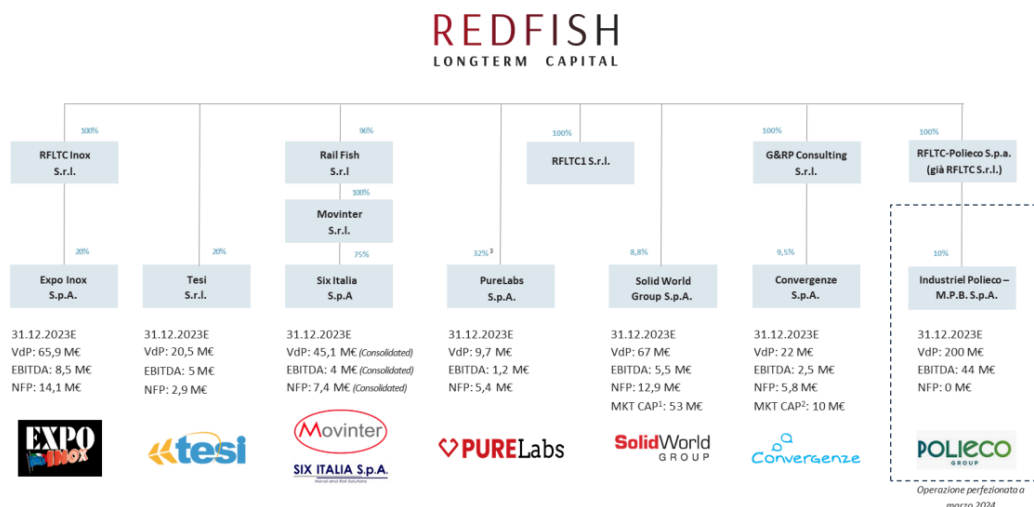 REDFISH
LONGTERM CAPITAL
100%
RFLTC Inox
S.r.l.
20%
Expo Inox
S.p.A.
31.12.2023E
VdP: 65,9 M€
EBITDA: 8,5 M€
NFP: 14,1 M€
EXPO
INOX
20%
Tesi
S.r.l.
31.12.2023E
VdP: 20,5 M€
EBITDA: 5 M€
NFP: 2,9 M€
tesi
96%
Rail Fish
S.r.l
100%
Movinter
S.r.l.
75%
Six Italia
S.p.A
31.12.2023E
VdP: 45,1 M€ (Consolidated)
EBITDA: 4 M€ (Consolidated)
NFP: 7,4 M€ (Consolidated)
Movinter
SIX ITALIA S.p.A.
32% 3
PureLabs
S.p.A.
31.12.2023E
VdP: 9,7 M€
EBITDA: 1,2 M€
NFP: 5,4 M€
PURELabs
100%
RFLTC1 S.r.l.
8,8%
Solid World
Group S.p.A.
31.12.2023E
VdP: 67 M€
EBITDA: 5,5 M€
NFP: 12,9 M€
MKT CAP1: 53 M€
SolidWorld
GROUP
100%
G&RP Consulting
S.r.l.
9,5%
Convergenze
S.p.A.
31.12.2023E
VdP: 22 M€
EBITDA: 2,5 M€
NFP: 5,8 M€
MKT CAP2: 10 M€
Convergenze
100%
RFLTC-Polieco S.p.a.
(già RFLTC S.r.l.)
10%
Industriel Polieco –
M.P.B. S.p.A.
31.12.2023E
VdP: 200 M€
EBITDA: 44 M€
NFP: 0 M€
POLIECO
GROUP
Operazione perfezionata a
marzo 2024